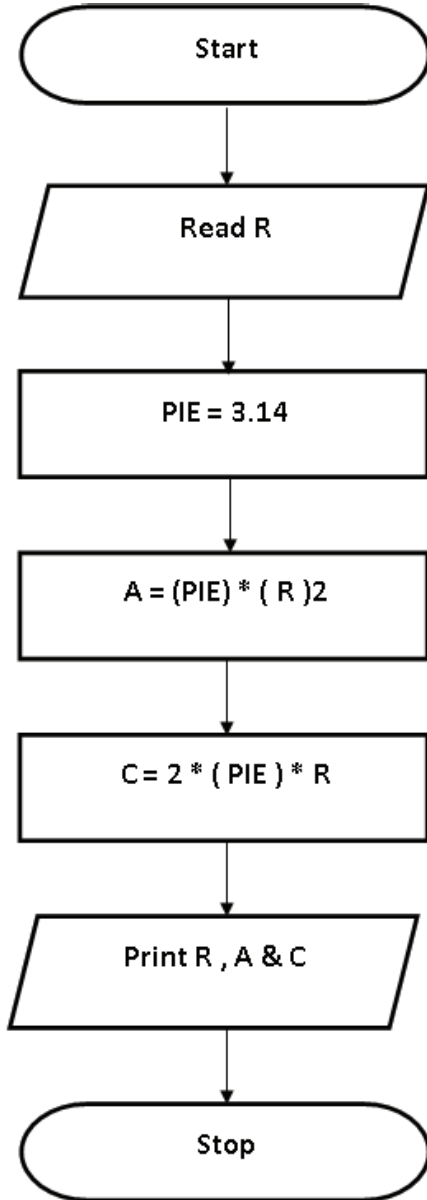 Start
Read R
PIE = 3.14
A = (PIE) * ( R )2
C = 2 * ( PIE ) * R
Print R , A & C
Stop